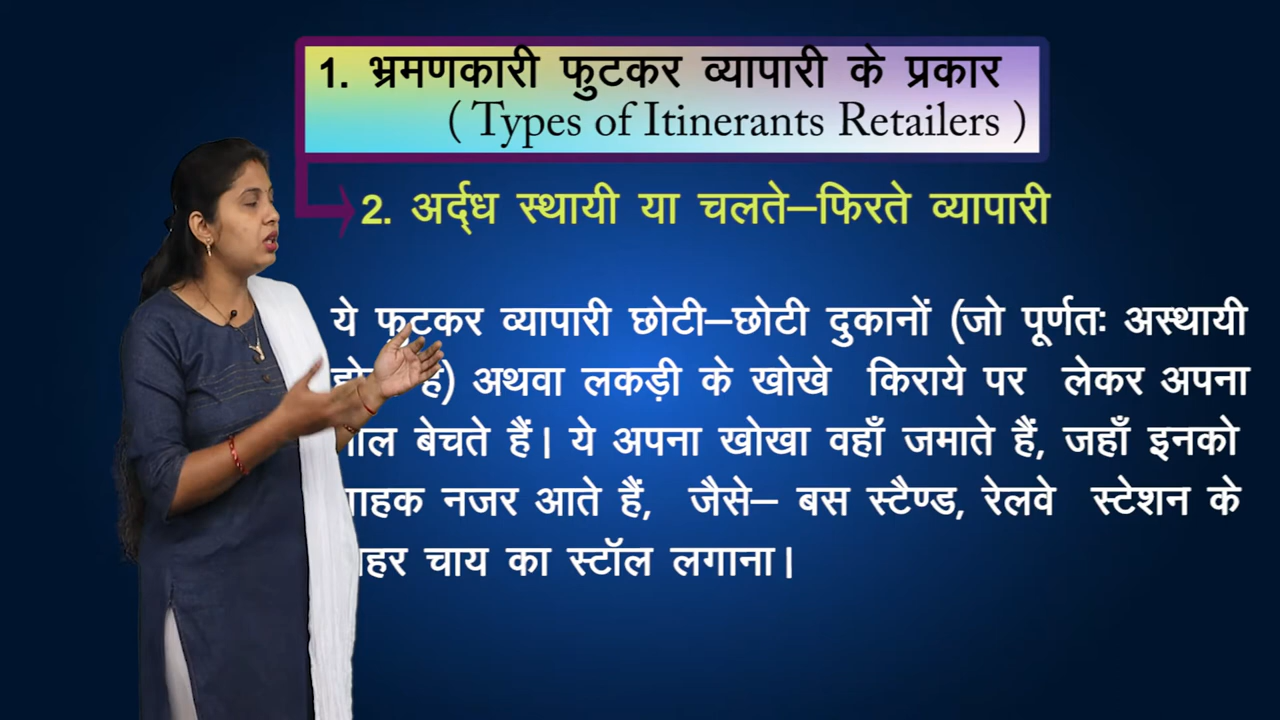 1. भ्रमणकारी फुटकर व्यापारी के प्रकार
( Types of Itinerants Retailers )
2. अर्द्ध स्थायी या चलते–फिरते व्यापारी
ये फुटकर व्यापारी छोटी–छोटी दुकानों (जो पूर्णतः अस्थायी
है) अथवा लकड़ी के खोखे किराये पर लेकर अपना
बेचते हैं। ये अपना खोखा वहाँ जमाते हैं, जहाँ इनको
नजर आते हैं, जैसे– बस स्टैण्ड, रेलवे स्टेशन के
चाय का स्टॉल लगाना।